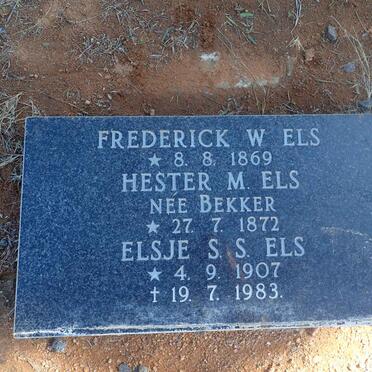 FREDERICK W ELS
★ 8. 8. 1869
HESTER M. ELS
NÉE BEKKER
★ 27. 7. 1872
ELSJE S. S. ELS
★ 4. 9. 1907
† 19. 7. 1983.